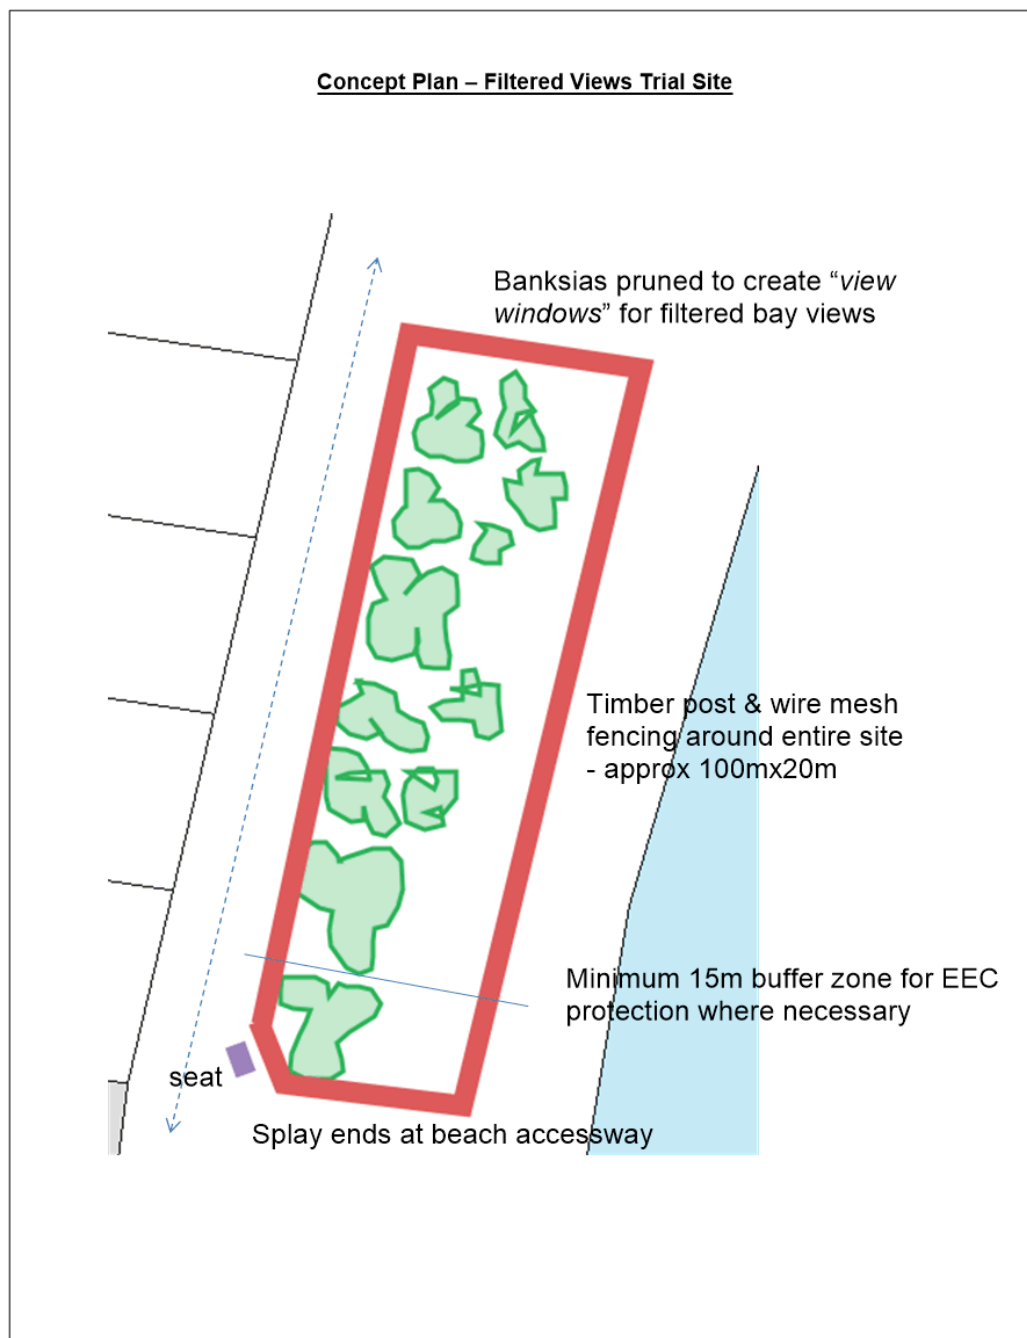 Concept Plan – Filtered Views Trial Site
Banksias pruned to create “view
windows” for filtered bay views
Timber post & wire mesh
fencing around entire site
- approx 100mx20m
Minimum 15m buffer zone for EEC
protection where necessary
seat
Splay ends at beach accessway